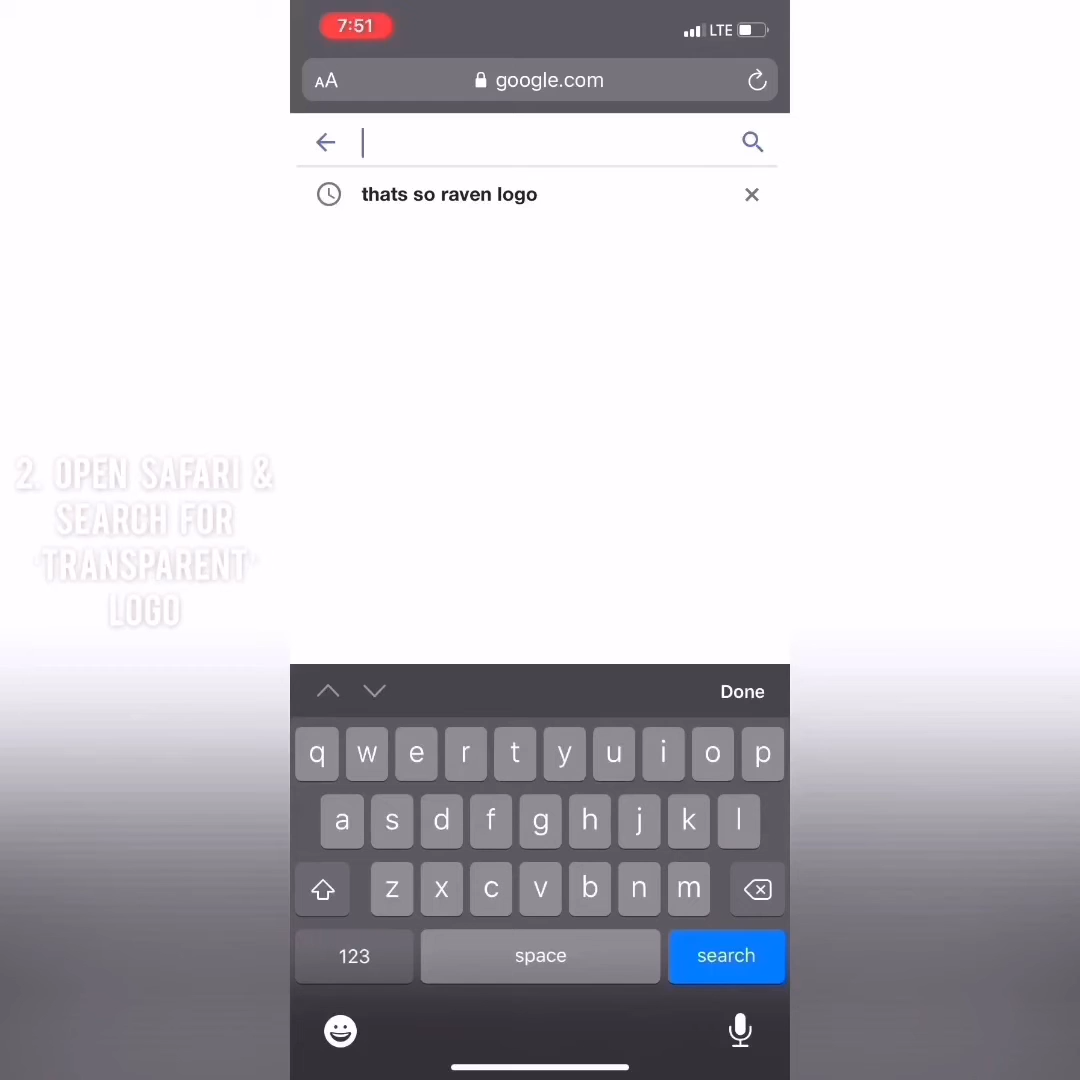 7:51
LTE
AA google.com
thats so raven logo
2. OPEN SAFARI &
SEARCH FOR
"TRANSPARENT"
LOGO
Done
q w e r t y u i o p
a s d f g h j k l
z x c v b n m
123 space search